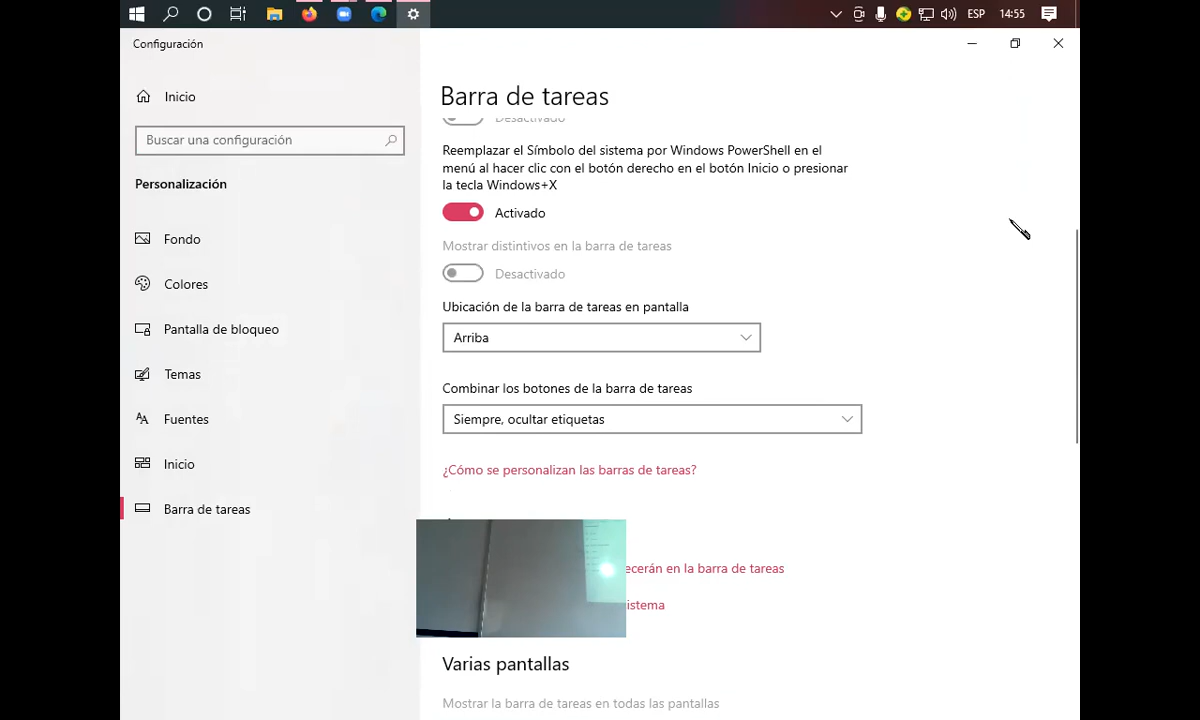 ESP
14:55
Configuración
Inicio
Buscar una configuración
Personalización
Fondo
Colores
Pantalla de bloqueo
Temas
Fuentes
Inicio
Barra de tareas
Barra de tareas
Desactivado
Reemplazar el Símbolo del sistema por Windows PowerShell en el
menú al hacer clic con el botón derecho en el botón Inicio o presionar
la tecla Windows+X
Activado
Mostrar distintivos en la barra de tareas
Desactivado
Ubicación de la barra de tareas en pantalla
Arriba
Combinar los botones de la barra de tareas
Siempre, ocultar etiquetas
¿Cómo se personalizan las barras de tareas?
ecerán en la barra de tareas
istema
Varias pantallas
Mostrar la barra de tareas en todas las pantallas